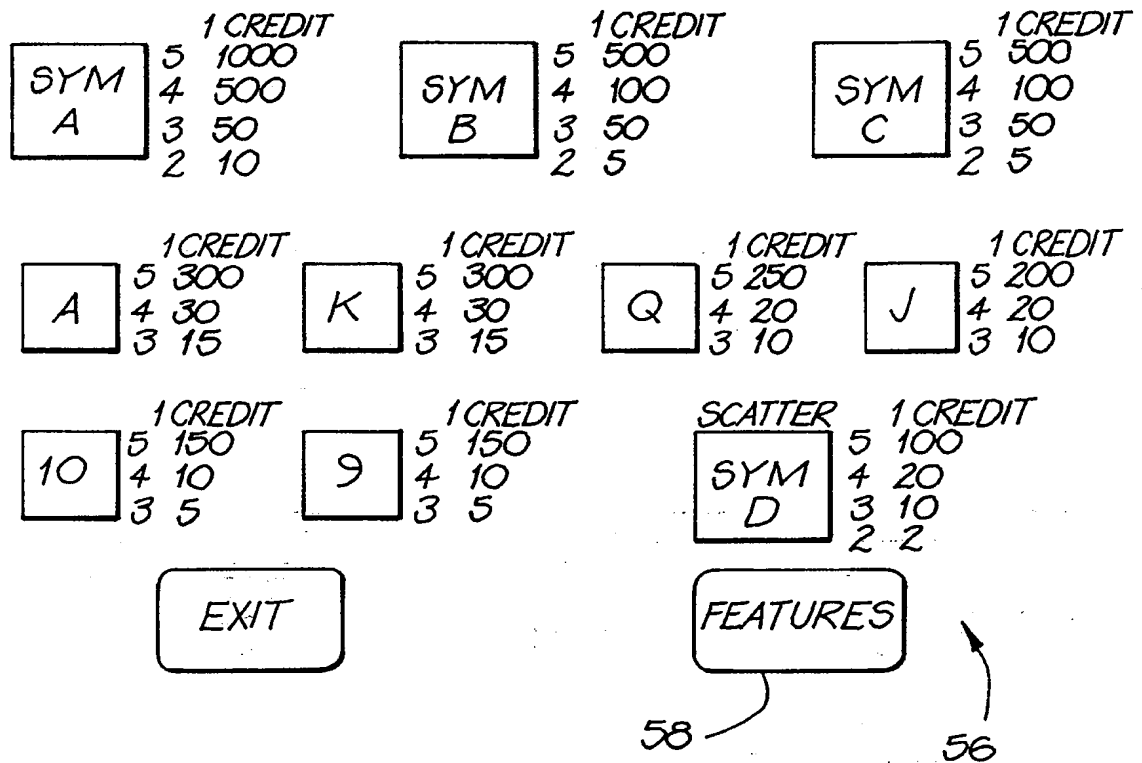 1 CREDIT 1 CREDIT 1 CREDIT
SYM A 5 1000 SYM B 5 500 SYM C 5 500
4 500 4 100 4 100
3 50 3 50 3 50
2 10 2 5 2 5
1 CREDIT 1 CREDIT 1 CREDIT 1 CREDIT
A 5 300 K 5 300 Q 5 250 J 5 200
4 30 4 30 4 20 4 20
3 15 3 15 3 10 3 10
1 CREDIT 1 CREDIT SCATTER 1 CREDIT
10 5 150 9 5 150 SYM D 5 100
4 10 4 10 4 20
3 5 3 5 3 10
2 2
EXIT FEATURES
58 56